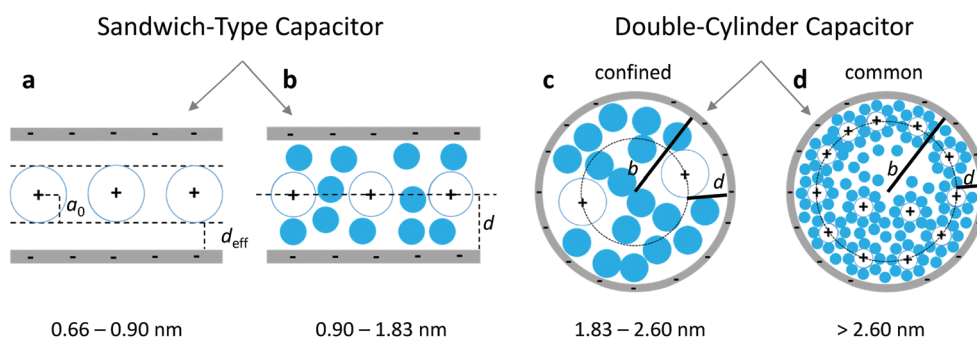 Sandwich-Type Capacitor
Double-Cylinder Capacitor
a
b
c
confined
d
common
- - - - -
- - - - -
+ + +
+ + +
a0
deff
d
b
d
+ +
b
d
+ + + + + + + + + + + +
- - - - -
- - - - -
0.66 – 0.90 nm
0.90 – 1.83 nm
1.83 – 2.60 nm
> 2.60 nm